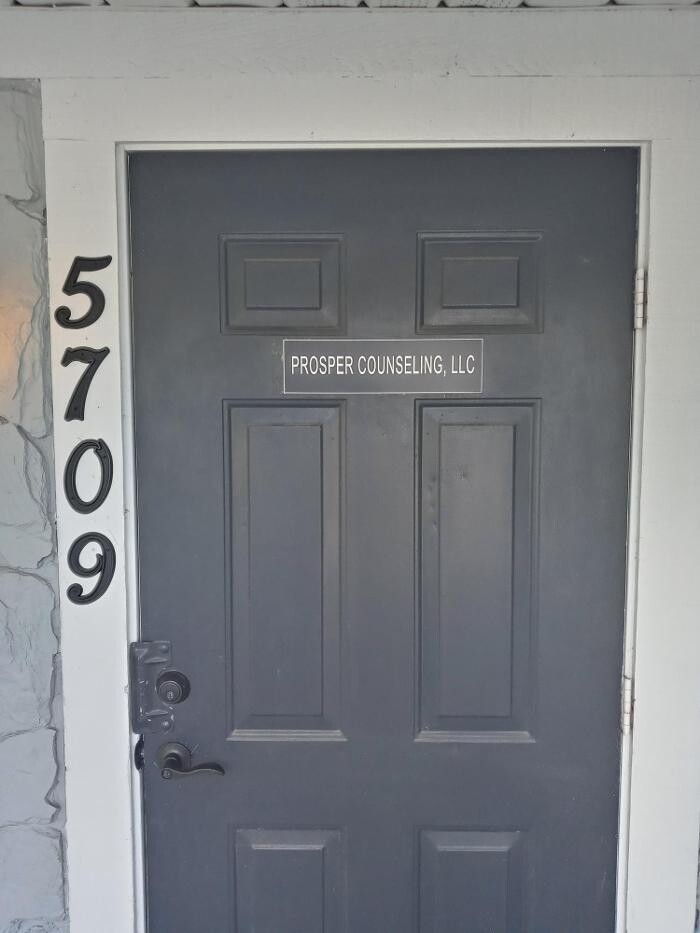 5709
PROSPER COUNSELING, LLC